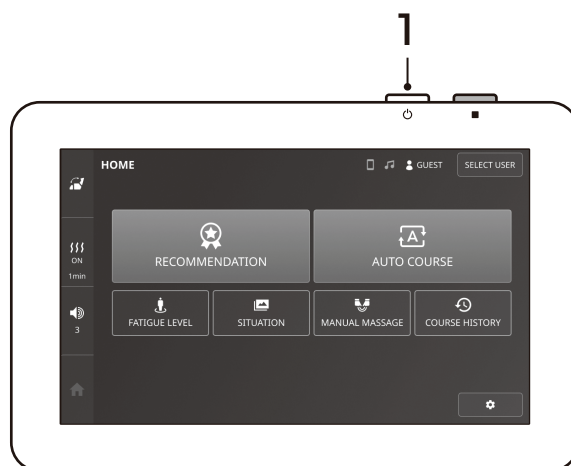 1
HOME
GUEST
SELECT USER
ON
1min
3
RECOMMENDATION
AUTO COURSE
FATIGUE LEVEL
SITUATION
MANUAL MASSAGE
COURSE HISTORY